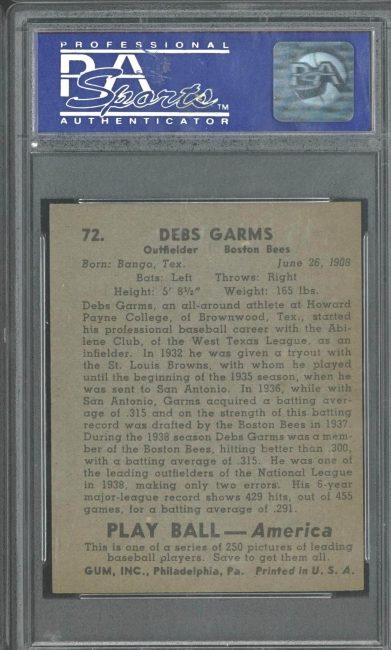 PROFESSIONAL
PSA
Sports™
AUTHENTICATOR
PSA
72. DEBS GARMS
Outfielder Boston Bees
Born: Bango, Tex. June 26, 1908
Bats: Left Throws: Right
Height: 5' 8½" Weight: 165 lbs.
Debs Garms, an all-around athlete at Howard
Payne College, of Brownwood, Tex., started
his professional baseball career with the Abi-
lene Club, of the West Texas League, as an
infielder. In 1932 he was given a tryout with
the St. Louis Browns, with whom he played
until the beginning of the 1935 season, when he
was sent to San Antonio. In 1936, while with
San Antonio, Garms acquired a batting aver-
age of .315 and on the strength of this batting
record was drafted by the Boston Bees in 1937.
During the 1938 season Debs Garms was a mem-
ber of the Boston Bees, hitting better than .300,
with a batting average of .315. He was one of
the leading outfielders of the National League
in 1938, making only two errors. His 6-year
major-league record shows 429 hits, out of 455
games, for a batting average of .291.
PLAY BALL—America
This is one of a series of 250 pictures of leading
baseball players. Save to get them all.
GUM, INC., Philadelphia, Pa. Printed in U. S. A.